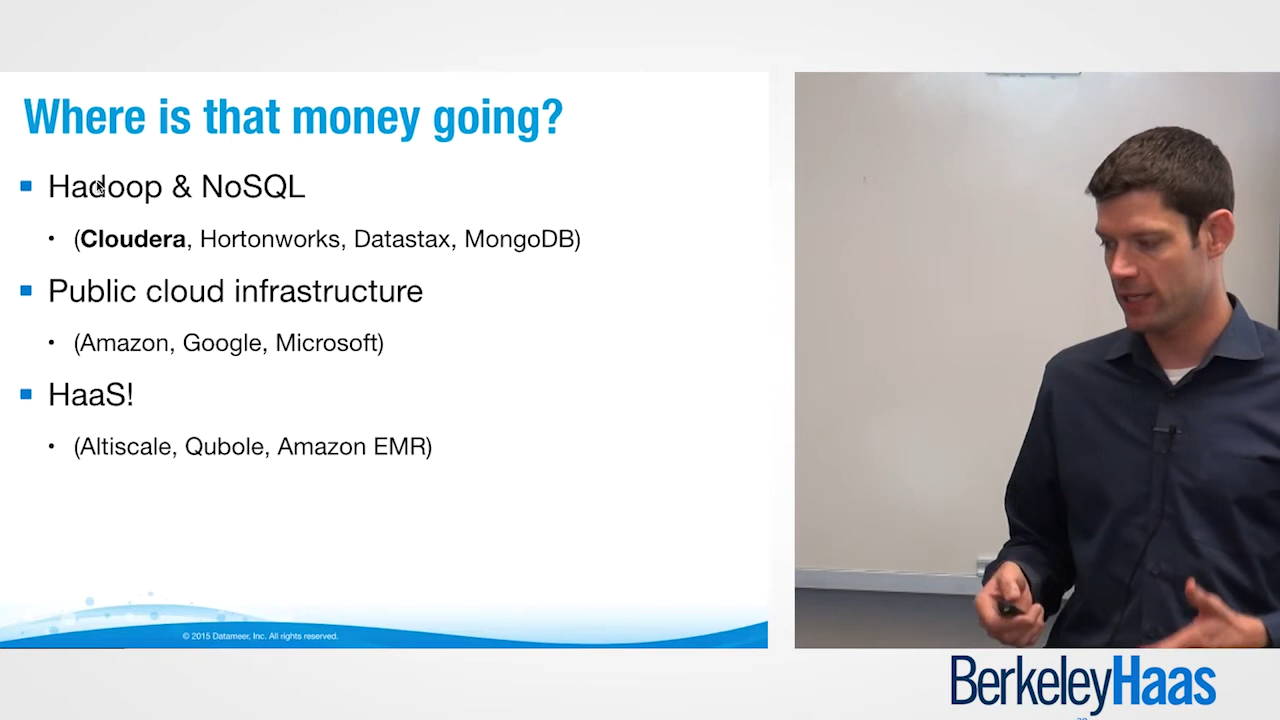 Where is that money going?
Hadoop & NoSQL
(Cloudera, Hortonworks, Datastax, MongoDB)
Public cloud infrastructure
(Amazon, Google, Microsoft)
HaaS!
(Altiscale, Qubole, Amazon EMR)
© 2015 Datameer, Inc. All rights reserved.
BerkeleyHaas